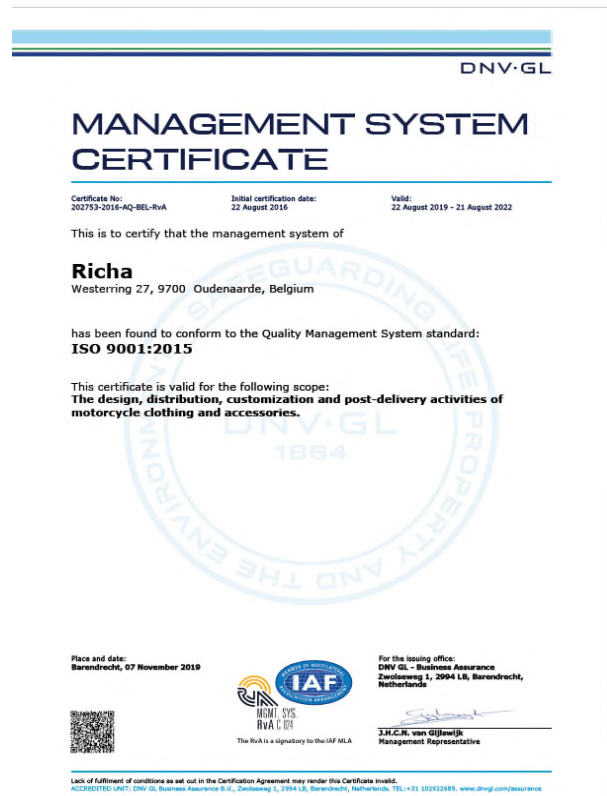 DNV·GL
MANAGEMENT SYSTEM
CERTIFICATE
Certificate No:
202753-2016-AQ-BEL-RvA
Initial certification date:
22 August 2016
Valid:
22 August 2019 - 21 August 2022
This is to certify that the management system of
Richa
Westerring 27, 9700 Oudenaarde, Belgium
has been found to conform to the Quality Management System standard:
ISO 9001:2015
This certificate is valid for the following scope:
The design, distribution, customization and post-delivery activities of
motorcycle clothing and accessories.
SAFEGUARDING LIFE PROPERTY AND THE ENVIRONMENT
DNV·GL
1864
Place and date:
Barendrecht, 07 November 2019
MEMBER OF MULTILATERAL
IAF
RECOGNITION ARRANGEMENT
MGMT. SYS.
RvA C 024
The RvA is a signatory to the IAF MLA
For the issuing office:
DNV GL - Business Assurance
Zwolseweg 1, 2994 LB, Barendrecht,
Netherlands
J.H.C.N. van Gijlswijk
Management Representative
Lack of fulfilment of conditions as set out in the Certification Agreement may render this Certificate invalid.
ACCREDITED UNIT: DNV GL Business Assurance B.V., Zwolseweg 1, 2994 LB, Barendrecht, Netherlands. TEL:+31 102922689. www.dnvgl.com/assurance